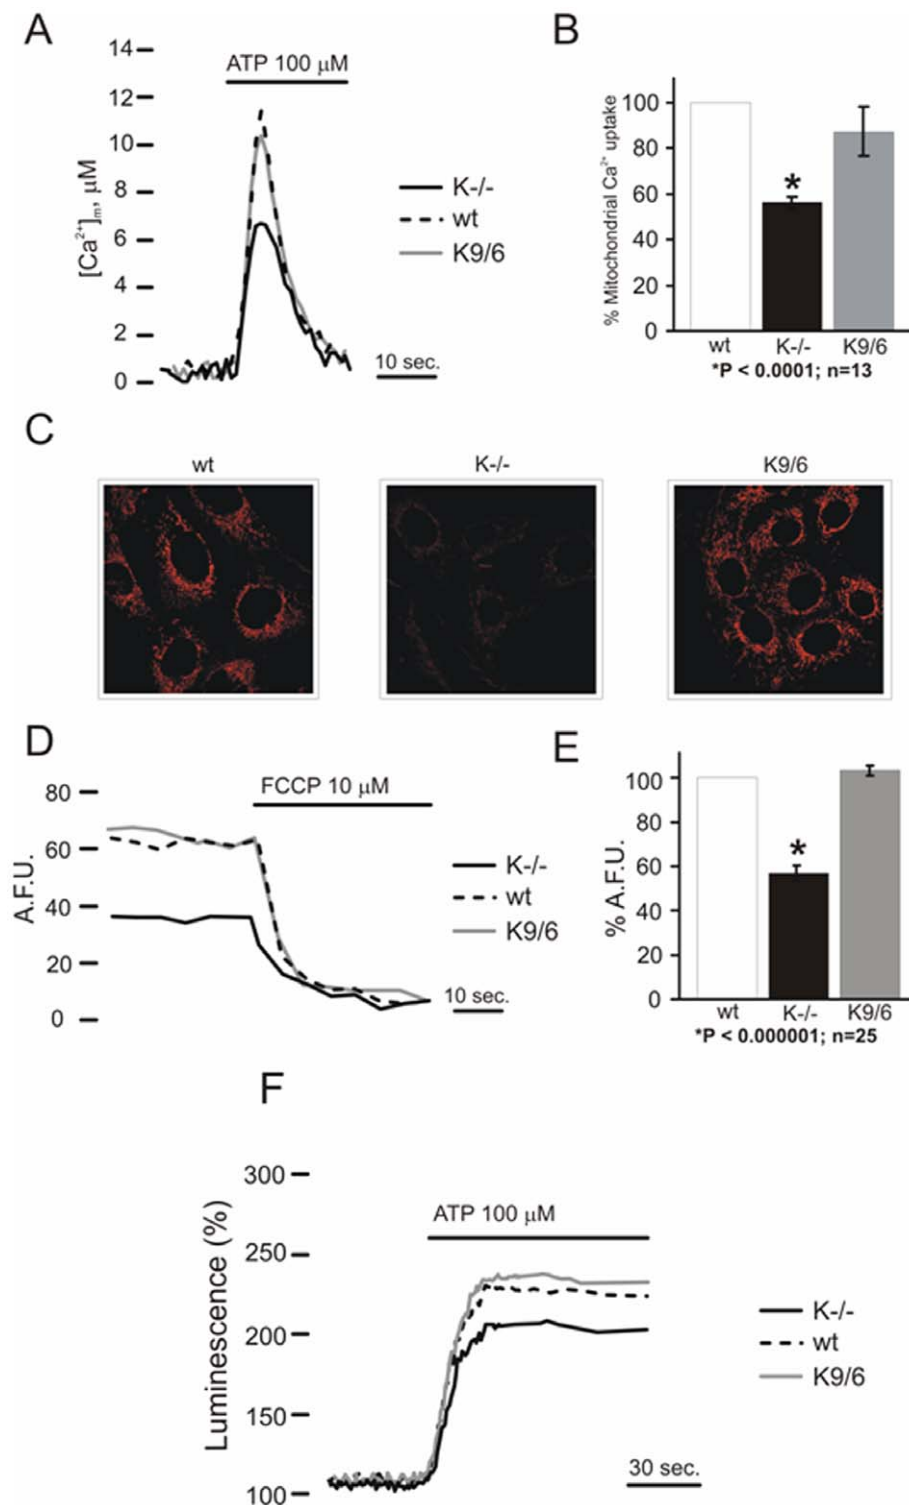 A
14
12
10
8
6
4
2
0
[Ca²⁺]ₘ, µM
ATP 100 µM
K-/-
wt
K9/6
10 sec.
B
% Mitochondrial Ca²⁺ uptake
100
80
60
40
20
0
*
wt K-/- K9/6
*P < 0.0001; n=13
C
wt K-/- K9/6
D
A.F.U.
80
60
40
20
0
FCCP 10 µM
K-/-
wt
K9/6
10 sec.
E
% A.F.U.
100
80
60
40
20
0
*
wt K-/- K9/6
*P < 0.000001; n=25
F
Luminescence (%)
300
250
200
150
100
ATP 100 µM
K-/-
wt
K9/6
30 sec.